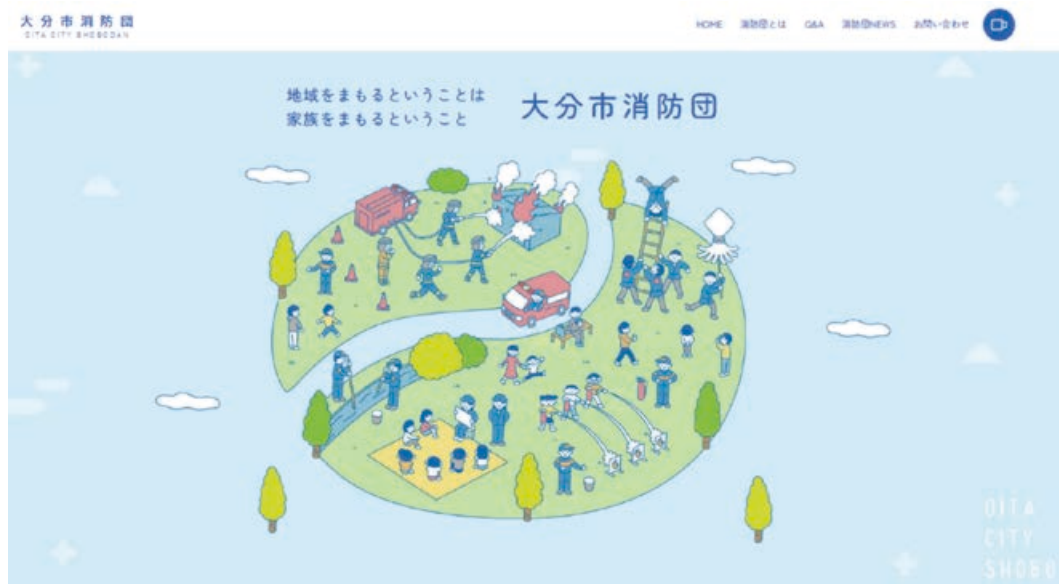 大分市消防団
OITA CITY SHOBODAN
HOME 消防団とは Q&A 消防団NEWS お問い合わせ
地域をまもるということは
家族をまもるということ
大分市消防団
OITA
CITY
SHOBO